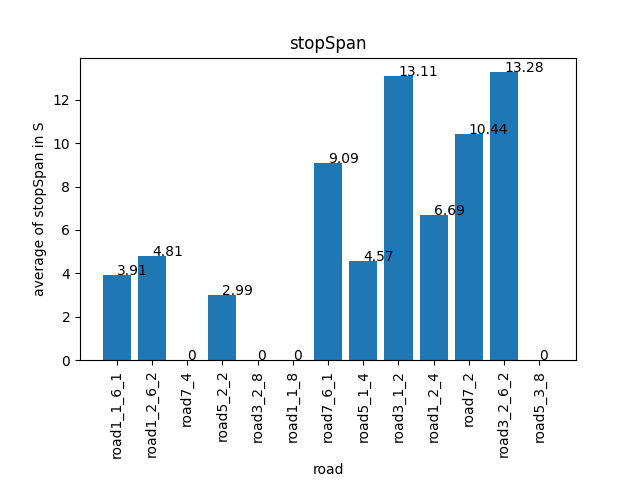 stopSpan
average of stopSpan in S
12
10
8
6
4
2
0
3.91
4.81
0
2.99
0
0
9.09
4.57
13.11
6.69
10.44
13.28
0
road1_1_6_1
road1_2_6_2
road7_4
road5_2_2
road3_2_8
road1_1_8
road7_6_1
road5_1_4
road3_1_2
road1_2_4
road7_2
road3_2_6_2
road5_3_8
road